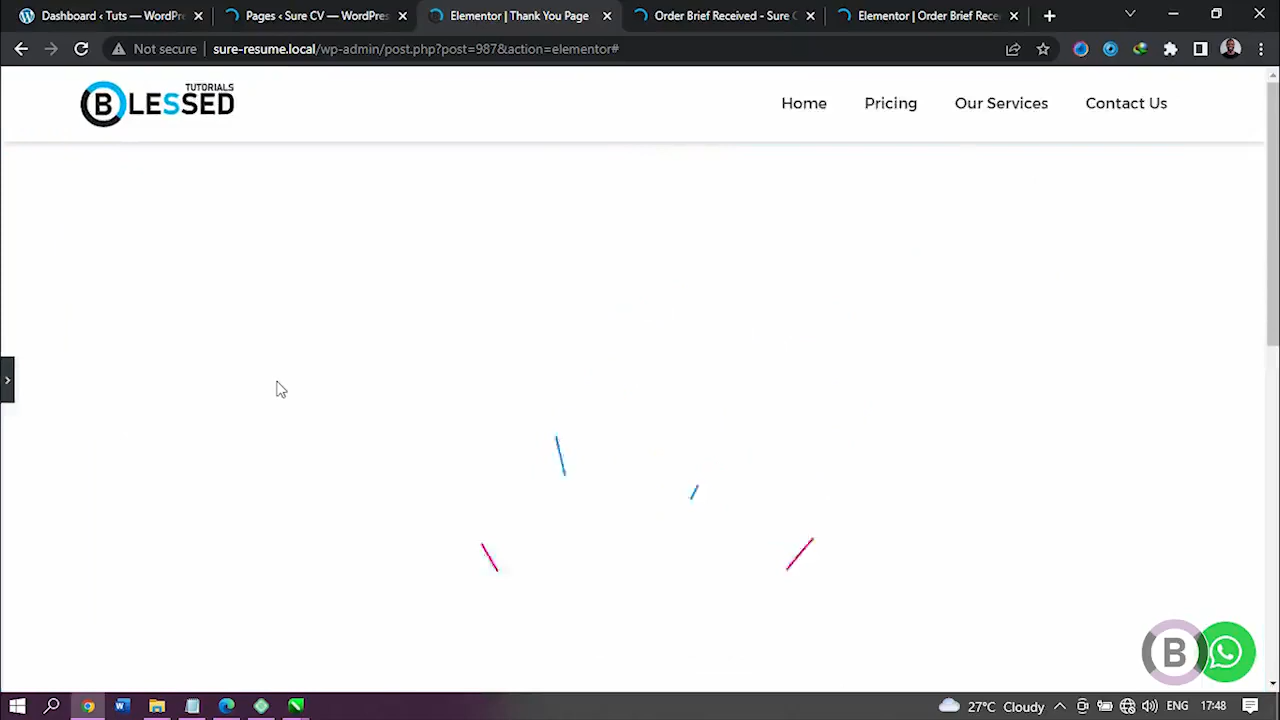 Dashboard ‹ Tuts — WordPre
Pages ‹ Sure CV — WordPres
Elementor | Thank You Page
Order Brief Received - Sure C
Elementor | Order Brief Rece
Not secure
sure-resume.local/wp-admin/post.php?post=987&action=elementor#
TUTORIALS
BLESSED
Home
Pricing
Our Services
Contact Us
B
27°C Cloudy
ENG
17:48